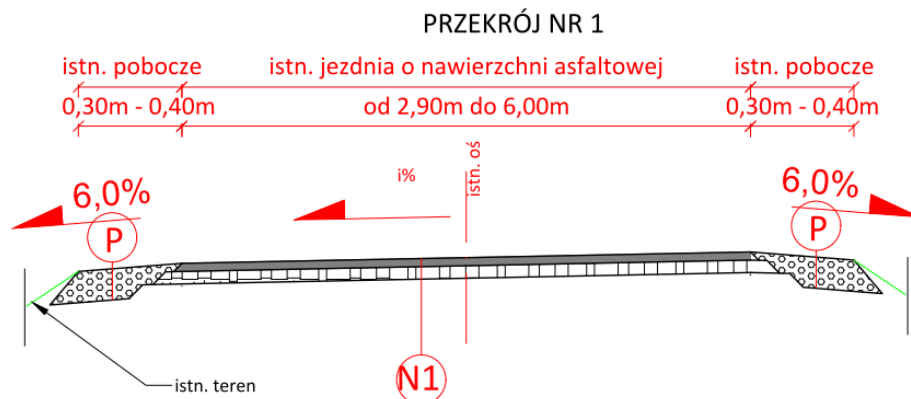 PRZEKRÓJ NR 1
istn. pobocze
istn. jezdnia o nawierzchni asfaltowej
istn. pobocze
0,30m - 0,40m
od 2,90m do 6,00m
0,30m - 0,40m
6,0%
i%
istn. oś
6,0%
P
P
N1
istn. teren